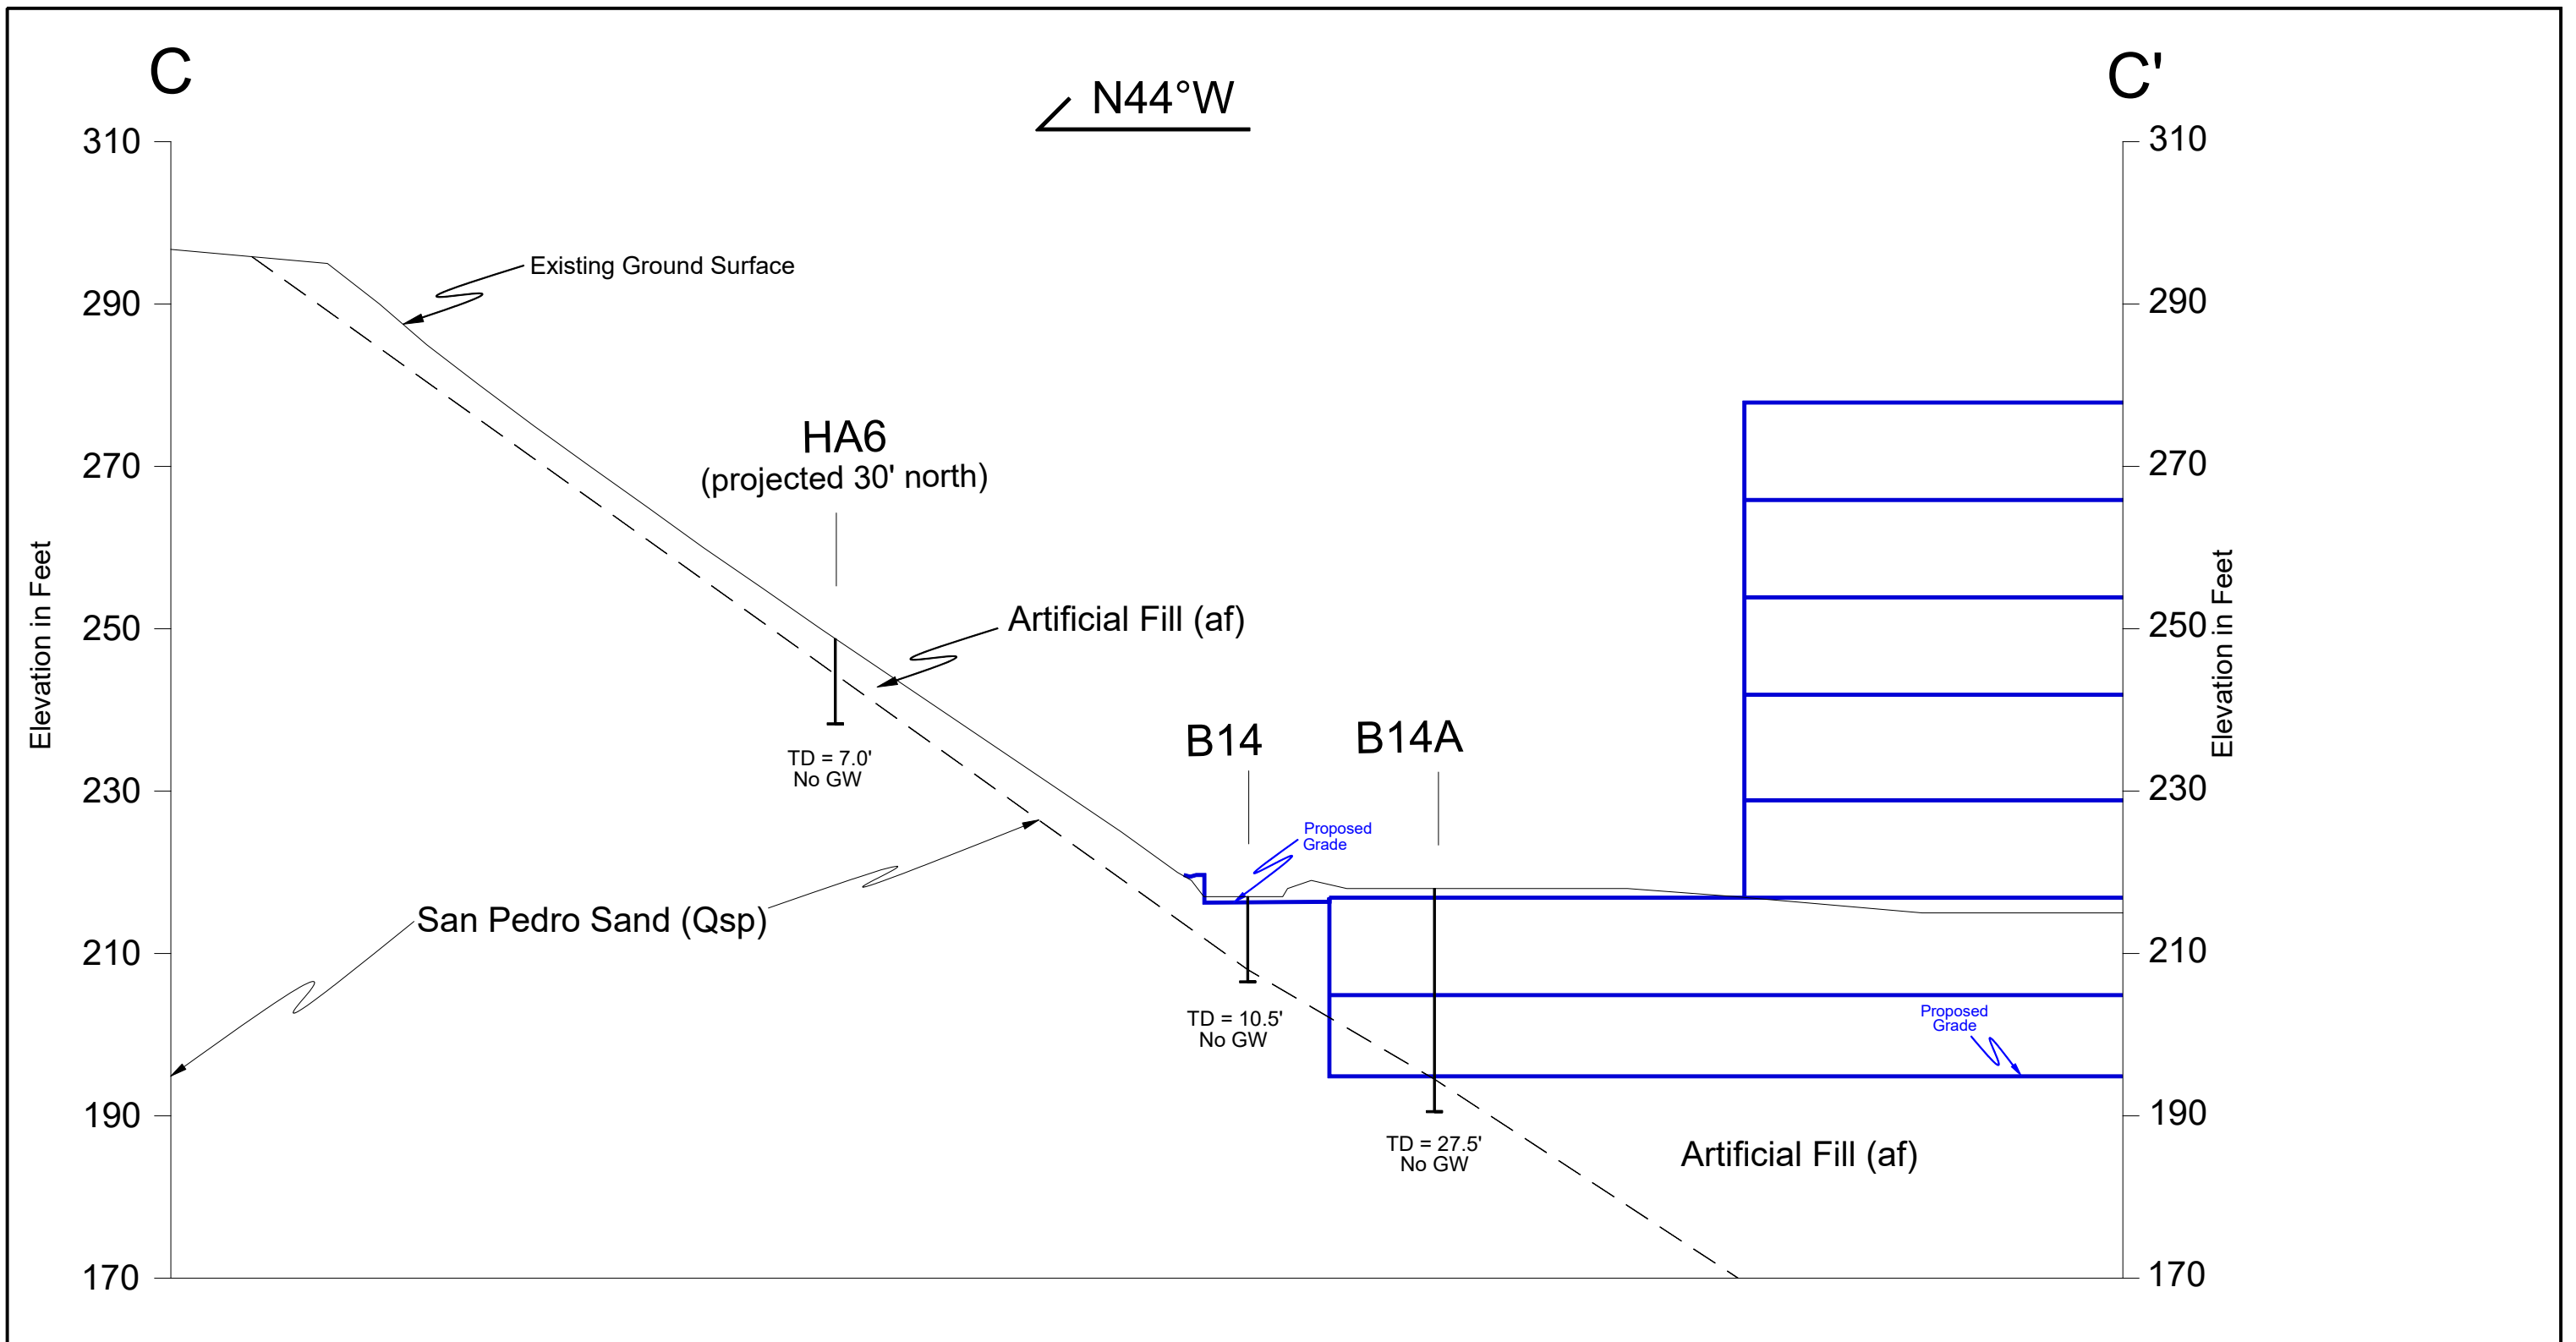 C
C'
N44°W
310
310
Existing Ground Surface
290
290
HA6
(projected 30' north)
270
270
Elevation in Feet
Elevation in Feet
250
250
Artificial Fill (af)
B14
B14A
TD = 7.0'
No GW
230
230
Proposed
Grade
San Pedro Sand (Qsp)
210
210
TD = 10.5'
No GW
Proposed
Grade
190
190
TD = 27.5'
No GW
Artificial Fill (af)
170
170